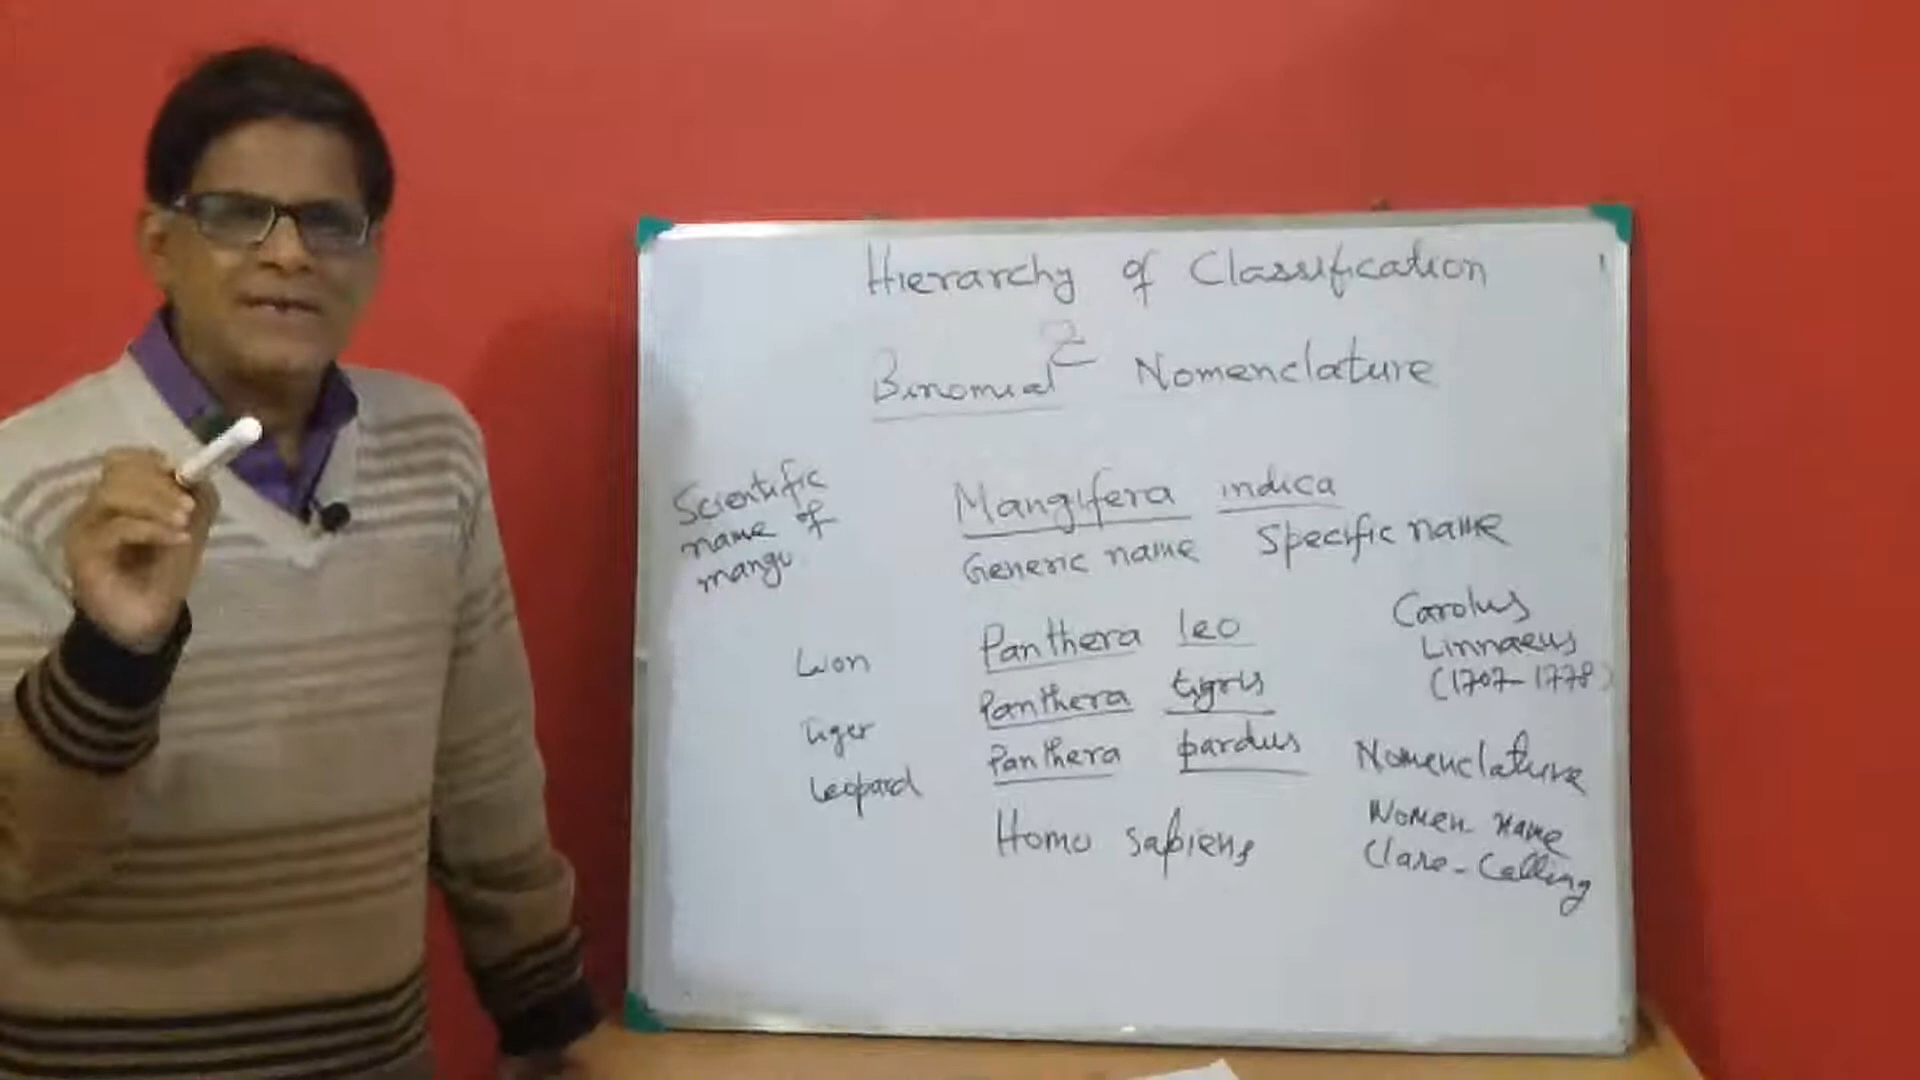 Hierarchy of Classification
2
Binomial Nomenclature
Scientific
name of
mango
Mangifera indica
Generic name Specific name
Carolus
Linnaeus
(1707-1778)
Lion Panthera leo
Tiger Panthera tigris
Leopard Panthera pardus
Homo sapiens
Nomenclature
Nomen name
Clare-Calling